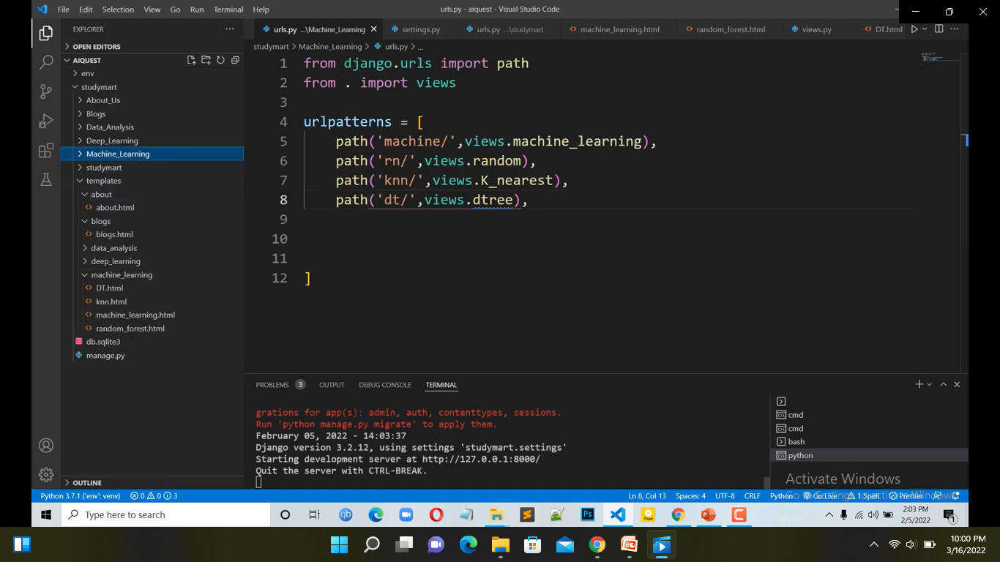 File Edit Selection View Go Run Terminal Help
urls.py - aiquest - Visual Studio Code
EXPLORER
urls.py ...\Machine_Learning
settings.py
urls.py ...\studymart
machine_learning.html
random_forest.html
views.py
DT.html
OPEN EDITORS
studymart > Machine_Learning > urls.py > ...
AIQUEST
env
studymart
About_Us
Blogs
Data_Analysis
Deep_Learning
Machine_Learning
studymart
templates
about
about.html
blogs
blogs.html
data_analysis
deep_learning
machine_learning
DT.html
knn.html
machine_learning.html
random_forest.html
db.sqlite3
manage.py
OUTLINE
1 from django.urls import path
2 from . import views
3
4 urlpatterns = [
5 path('machine/',views.machine_learning),
6 path('rn/',views.random),
7 path('knn/',views.K_nearest),
8 path('dt/',views.dtree),
9
10
11
12 ]
PROBLEMS 3 OUTPUT DEBUG CONSOLE TERMINAL
grations for app(s): admin, auth, contenttypes, sessions.
Run 'python manage.py migrate' to apply them.
February 05, 2022 - 14:03:37
Django version 3.2.12, using settings 'studymart.settings'
Starting development server at http://127.0.0.1:8000/
Quit the server with CTRL-BREAK.
cmd
cmd
bash
python
Activate Windows
Go to Settings to activate Windows.
Python 3.7.1 ('env': venv) 0 0 3
Ln 8, Col 13 Spaces: 4 UTF-8 CRLF Python Go Live 1 Spell Prettier
Type here to search
2:03 PM
2/5/2022
1
10:00 PM
3/16/2022